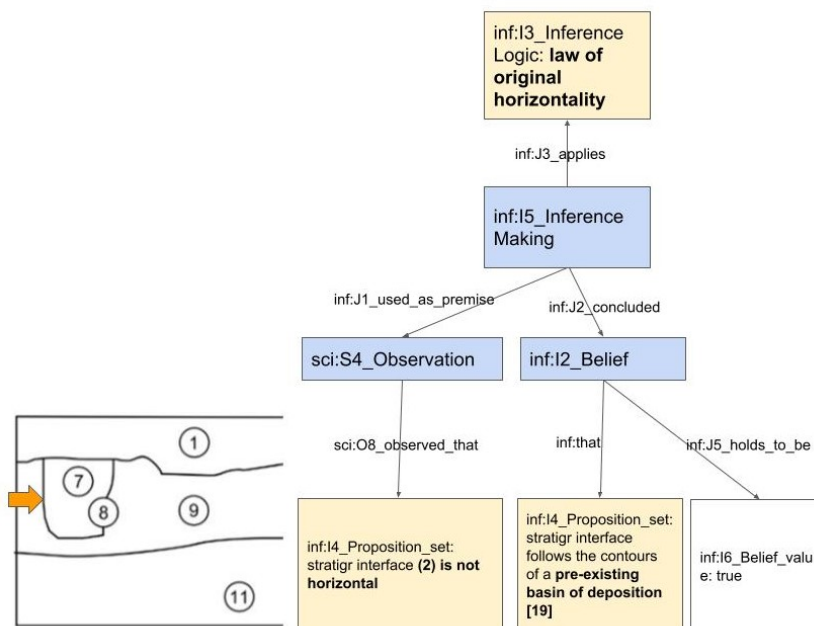 inf:I3_Inference
Logic: law of
original
horizontality
inf:J3_applies
inf:I5_Inference
Making
inf:J1_used_as_premise
inf:J2_concluded
sci:S4_Observation
inf:I2_Belief
sci:O8_observed_that
inf:that
inf:J5_holds_to_be
1
7
8
9
11
inf:I4_Proposition_set:
stratigr interface (2) is not
horizontal
inf:I4_Proposition_set:
stratigr interface
follows the contours
of a pre-existing
basin of deposition
[19]
inf:I6_Belief_valu
e: true